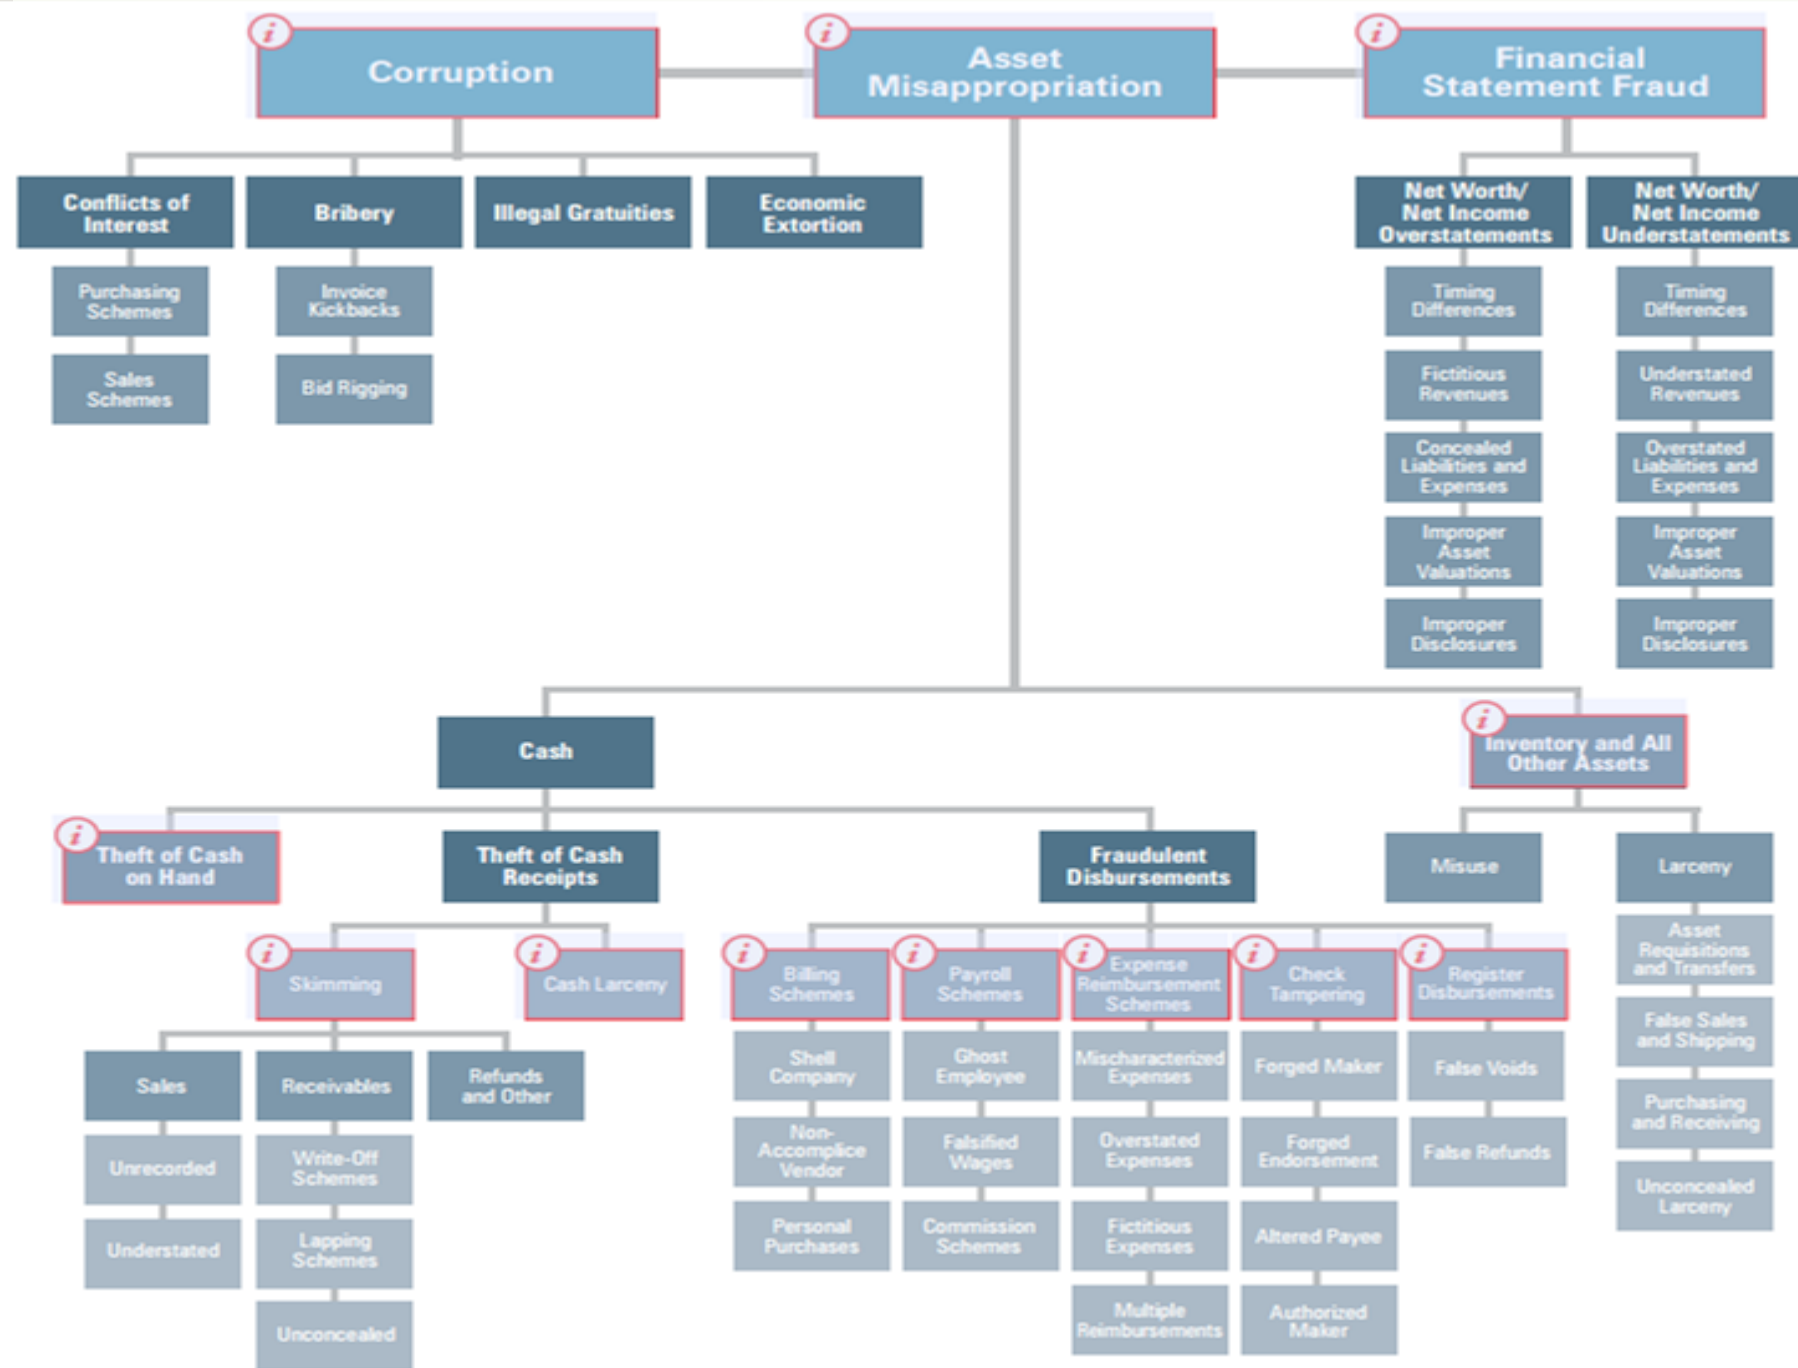 i
Corruption
i
Asset
Misappropriation
i
Financial
Statement Fraud
Conflicts of
Interest
Bribery
Illegal Gratuities
Economic
Extortion
Net Worth/
Net Income
Overstatements
Net Worth/
Net Income
Understatements
Purchasing
Schemes
Sales
Schemes
Invoice
Kickbacks
Bid Rigging
Timing
Differences
Fictitious
Revenues
Concealed
Liabilities and
Expenses
Improper
Asset
Valuations
Improper
Disclosures
Timing
Differences
Understated
Revenues
Overstated
Liabilities and
Expenses
Improper
Asset
Valuations
Improper
Disclosures
Cash
i
Inventory and All
Other Assets
i
Theft of Cash
on Hand
Theft of Cash
Receipts
Fraudulent
Disbursements
Misuse
Larceny
i
Skimming
i
Cash Larceny
i
Billing
Schemes
i
Payroll
Schemes
i
Expense
Reimbursement
Schemes
i
Check
Tampering
i
Register
Disbursements
Asset
Requisitions
and Transfers
False Sales
and Shipping
Purchasing
and Receiving
Unconcealed
Larceny
Sales
Unrecorded
Understated
Receivables
Write-Off
Schemes
Lapping
Schemes
Unconcealed
Refunds
and Other
Shell
Company
Non-
Accomplice
Vendor
Personal
Purchases
Ghost
Employee
Falsified
Wages
Commission
Schemes
Mischaracterized
Expenses
Overstated
Expenses
Fictitious
Expenses
Multiple
Reimbursements
Forged Maker
Forged
Endorsement
Altered Payee
Authorized
Maker
False Voids
False Refunds